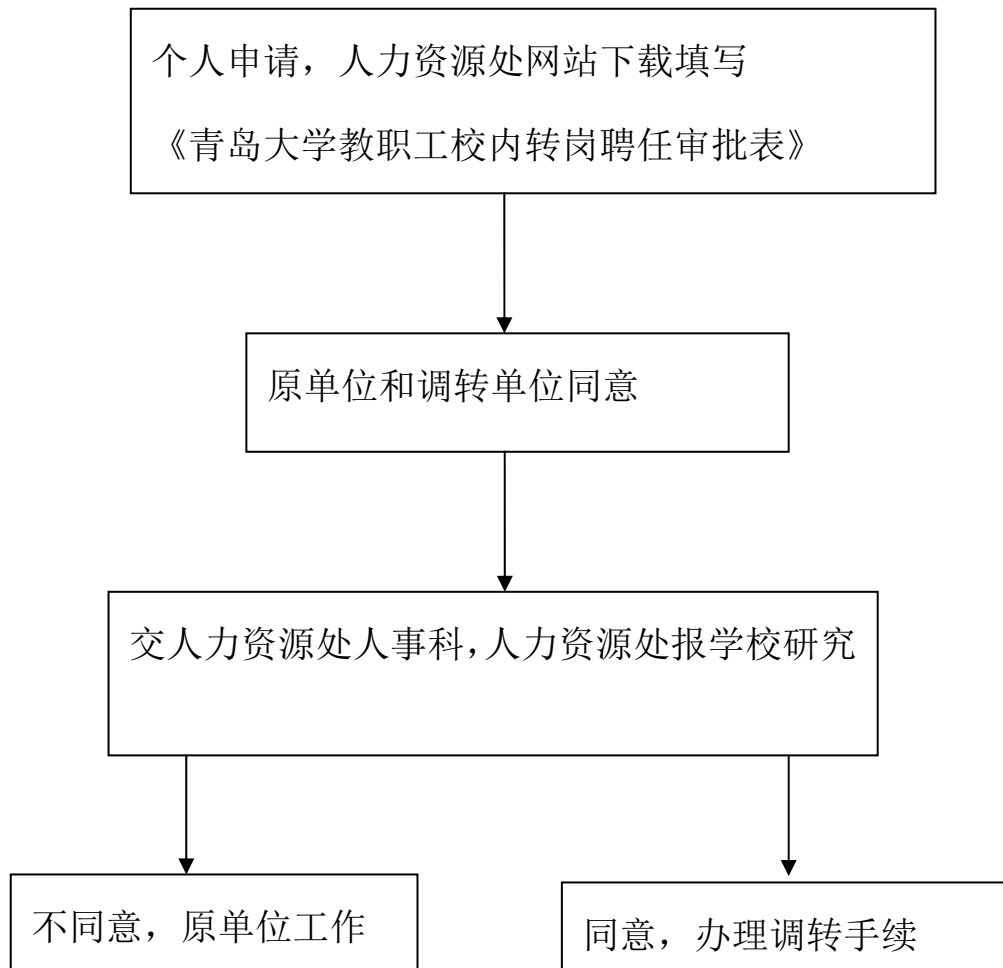 个人申请，人力资源处网站下载填写
《青岛大学教职工校内转岗聘任审批表》
原单位和调转单位同意
交人力资源处人事科，人力资源处报学校研究
不同意，原单位工作
同意，办理调转手续